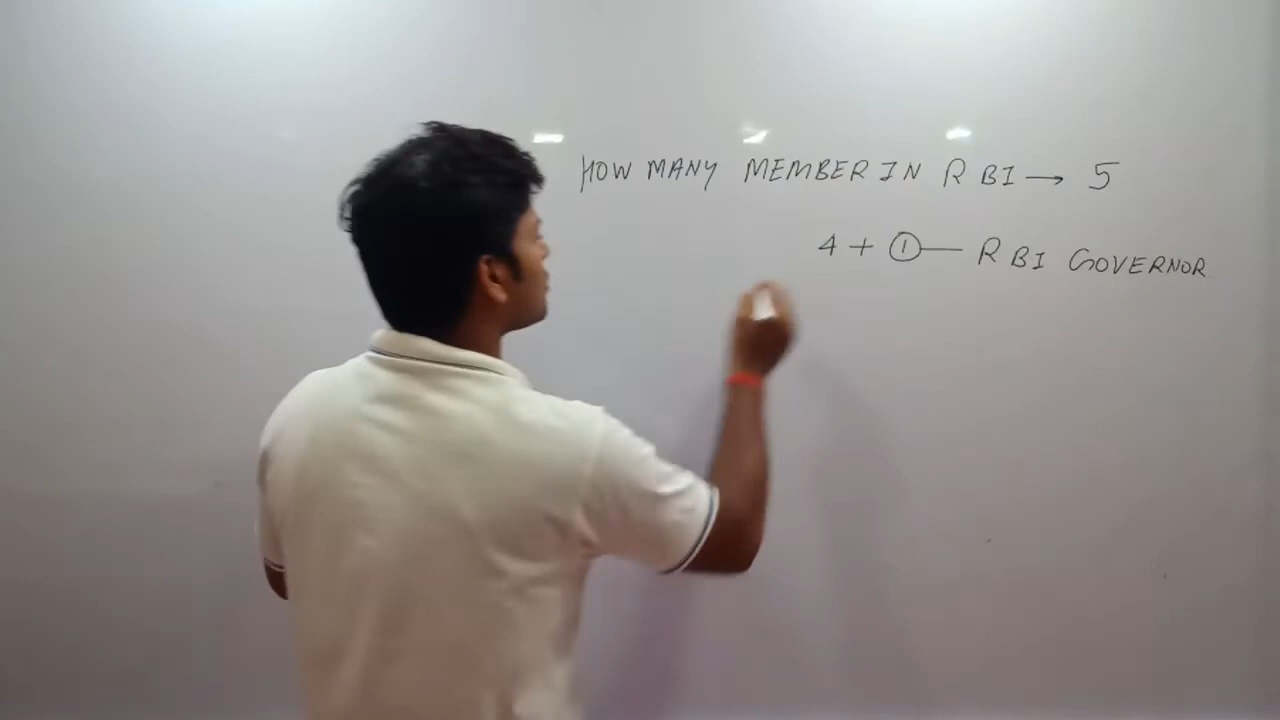 HOW MANY MEMBER IN RBI → 5
4 + ① — RBI GOVERNOR